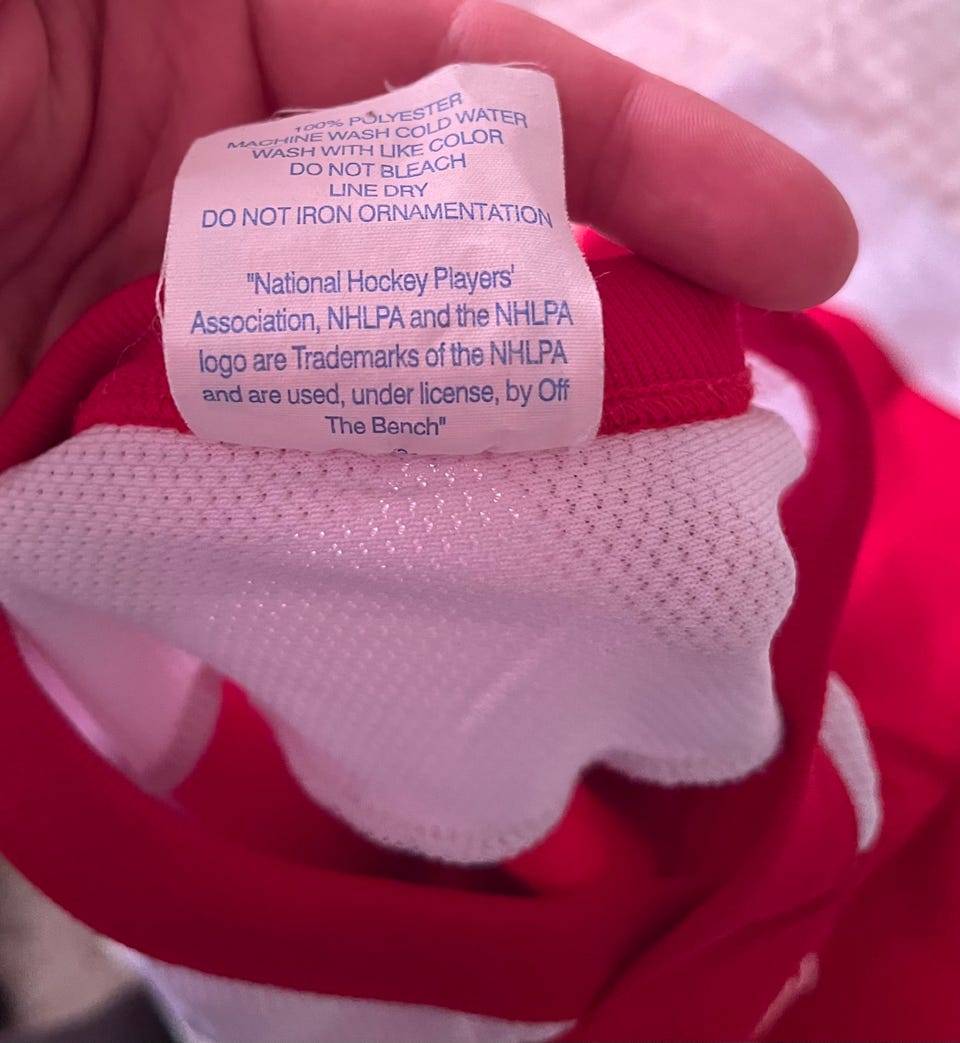 100% POLYESTER
MACHINE WASH COLD WATER
WASH WITH LIKE COLOR
DO NOT BLEACH
LINE DRY
DO NOT IRON ORNAMENTATION
"National Hockey Players'
Association, NHLPA and the NHLPA
logo are Trademarks of the NHLPA
and are used, under license, by Off
The Bench"